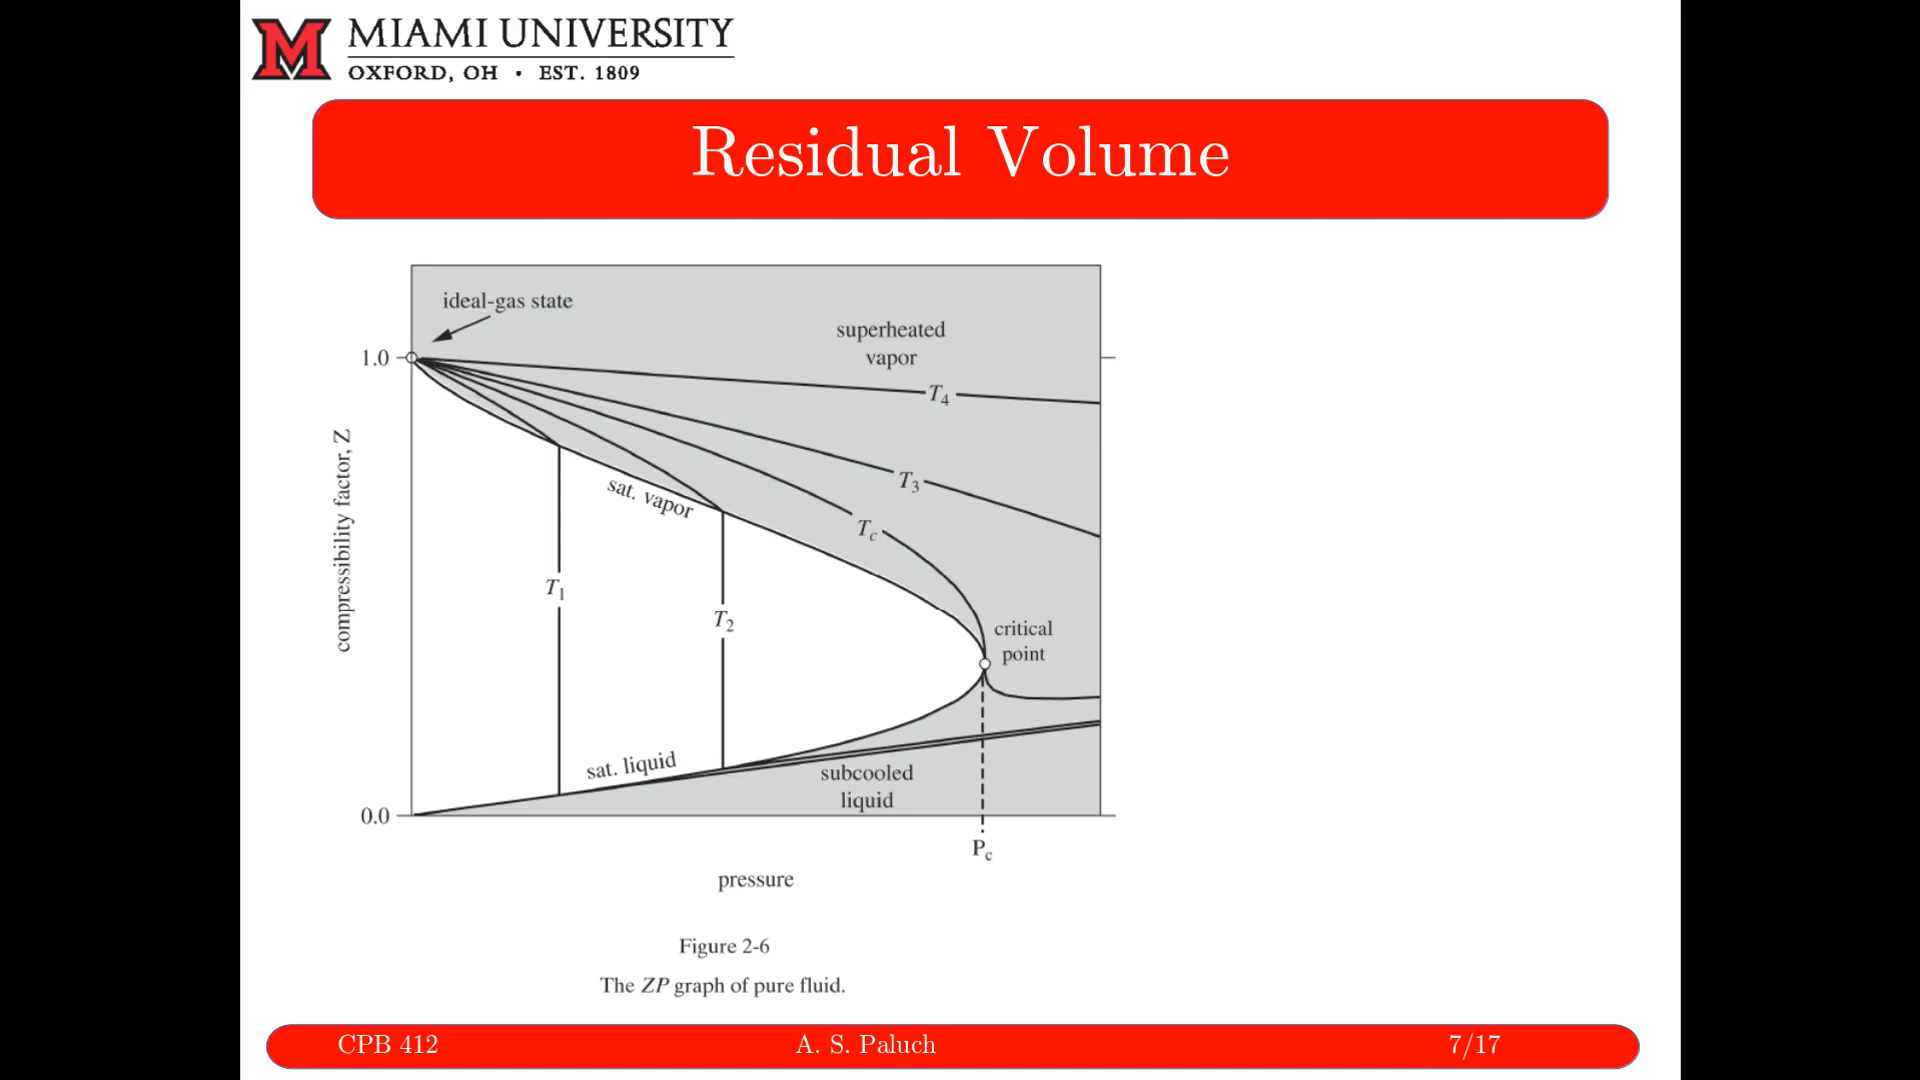 MIAMI UNIVERSITY
OXFORD, OH • EST. 1809
Residual Volume
ideal-gas state
superheated
vapor
1.0
T4
compressibility factor, Z
T3
sat. vapor
Tc
T1
T2
critical
point
sat. liquid
subcooled
liquid
0.0
Pc
pressure
Figure 2-6
The ZP graph of pure fluid.
CPB 412
A. S. Paluch
7/17